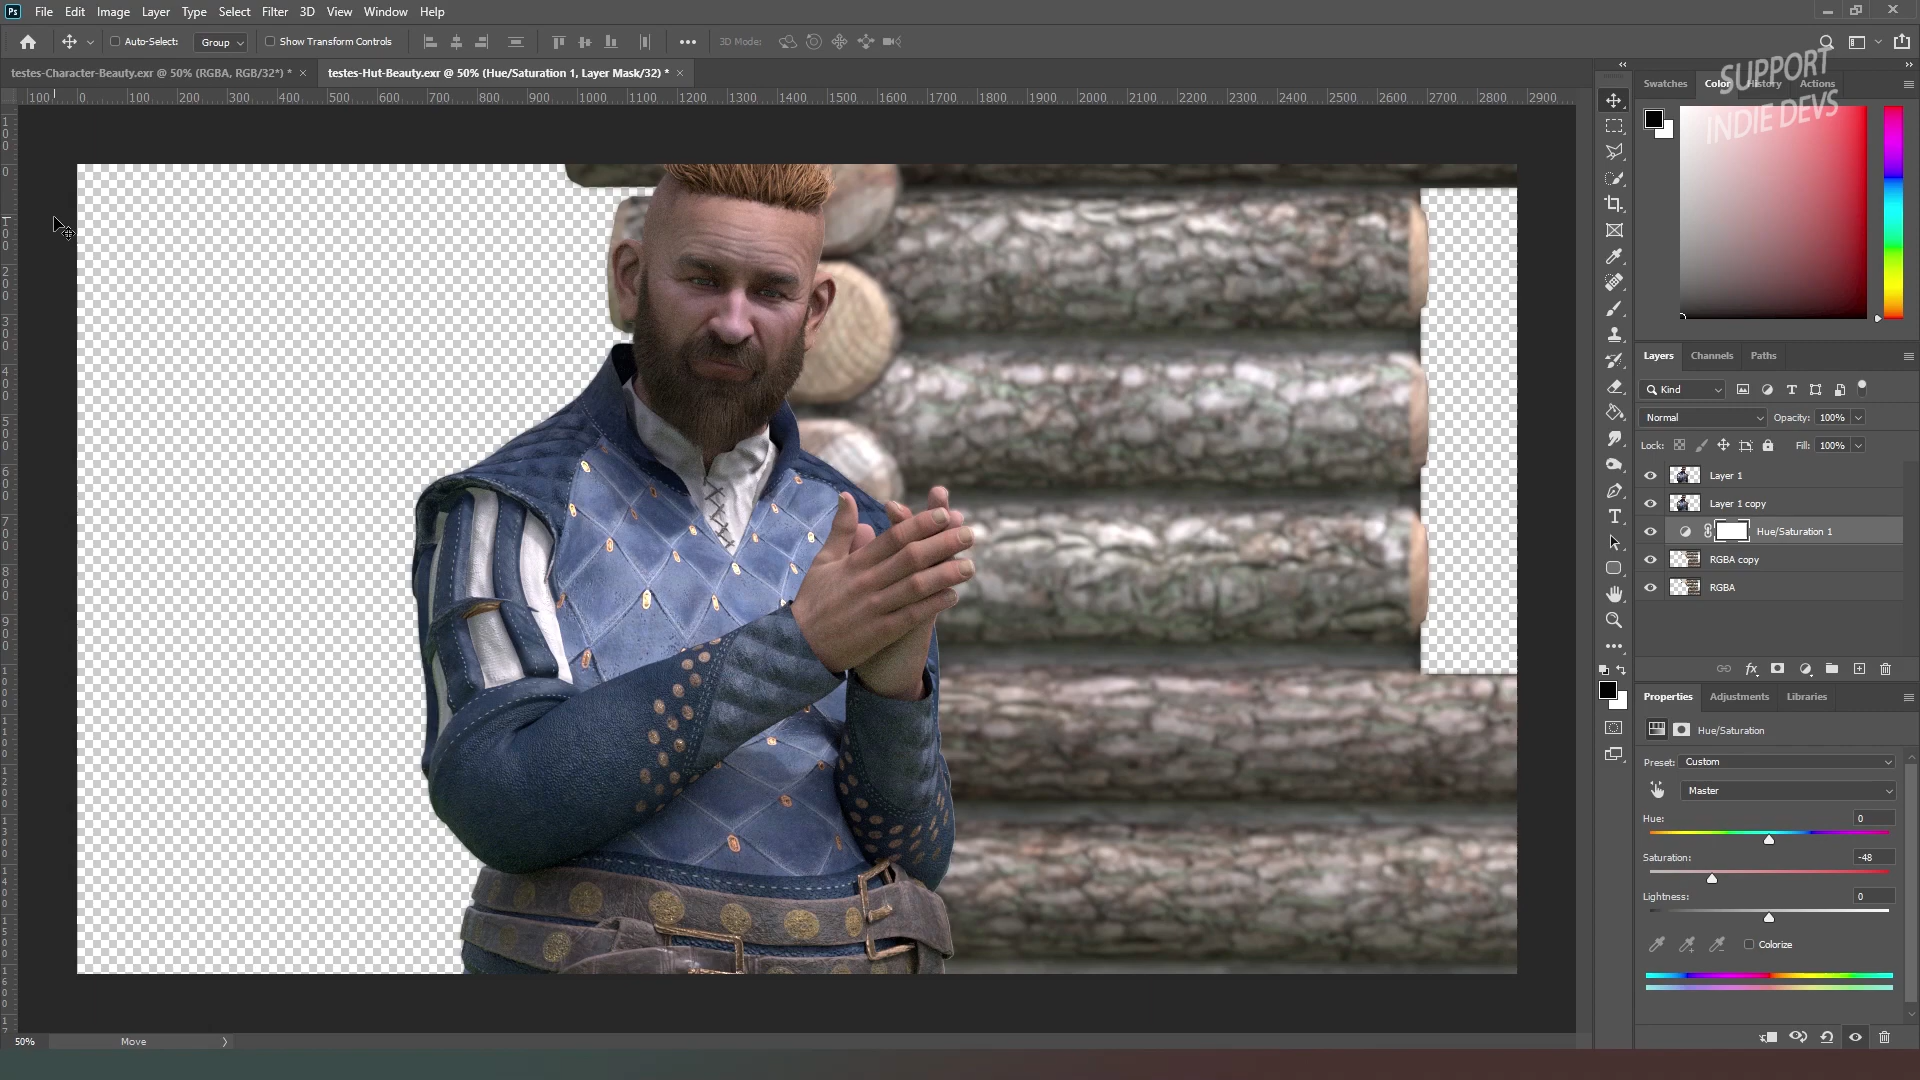 Ps File Edit Image Layer Type Select Filter 3D View Window Help
Auto-Select: Group Show Transform Controls 3D Mode:
testes-Character-Beauty.exr @ 50% (RGBA, RGB/32*) * × testes-Hut-Beauty.exr @ 50% (Hue/Saturation 1, Layer Mask/32) * ×
100 0 100 200 300 400 500 600 700 800 900 1000 1100 1200 1300 1400 1500 1600 1700 1800 1900 2000 2100 2200 2300 2400 2500 2600 2700 2800 2900
SUPPORT
INDIE DEVS
Swatches Color History Actions
Layers Channels Paths
Kind
Normal Opacity: 100%
Lock: Fill: 100%
Layer 1
Layer 1 copy
Hue/Saturation 1
RGBA copy
RGBA
fx
Properties Adjustments Libraries
Hue/Saturation
Preset: Custom
Master
Hue: 0
Saturation: -48
Lightness: 0
Colorize
50% Move